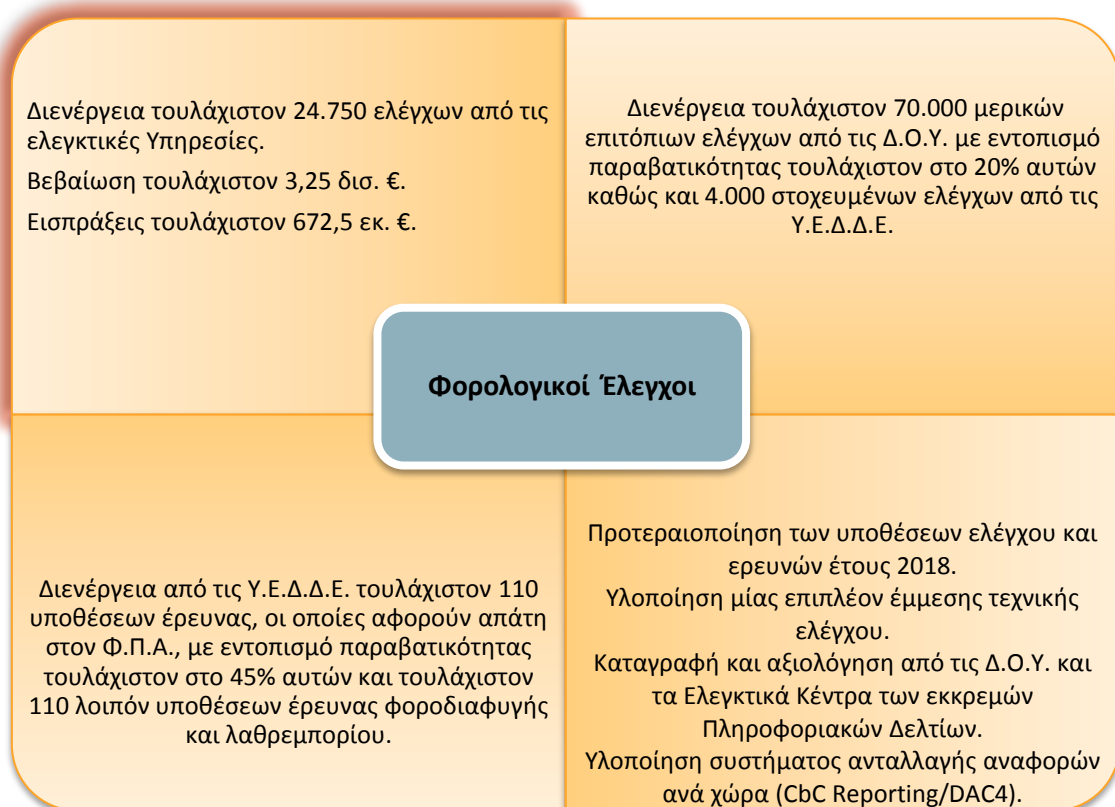 Διενέργεια τουλάχιστον 24.750 ελέγχων από τις
ελεγκτικές Υπηρεσίες.
Βεβαίωση τουλάχιστον 3,25 δισ. €.
Εισπράξεις τουλάχιστον 672,5 εκ. €.
Διενέργεια τουλάχιστον 70.000 μερικών
επιτόπιων ελέγχων από τις Δ.Ο.Υ. με εντοπισμό
παραβατικότητας τουλάχιστον στο 20% αυτών
καθώς και 4.000 στοχευμένων ελέγχων από τις
Υ.Ε.Δ.Δ.Ε.
Φορολογικοί Έλεγχοι
Διενέργεια από τις Υ.Ε.Δ.Δ.Ε. τουλάχιστον 110
υποθέσεων έρευνας, οι οποίες αφορούν απάτη
στον Φ.Π.Α., με εντοπισμό παραβατικότητας
τουλάχιστον στο 45% αυτών και τουλάχιστον
110 λοιπόν υποθέσεων έρευνας φοροδιαφυγής
και λαθρεμπορίου.
Προτεραιοποίηση των υποθέσεων ελέγχου και
ερευνών έτους 2018.
Υλοποίηση μίας επιπλέον έμμεσης τεχνικής
ελέγχου.
Καταγραφή και αξιολόγηση από τις Δ.Ο.Υ. και
τα Ελεγκτικά Κέντρα των εκκρεμών
Πληροφοριακών Δελτίων.
Υλοποίηση συστήματος ανταλλαγής αναφορών
ανά χώρα (CbC Reporting/DAC4).